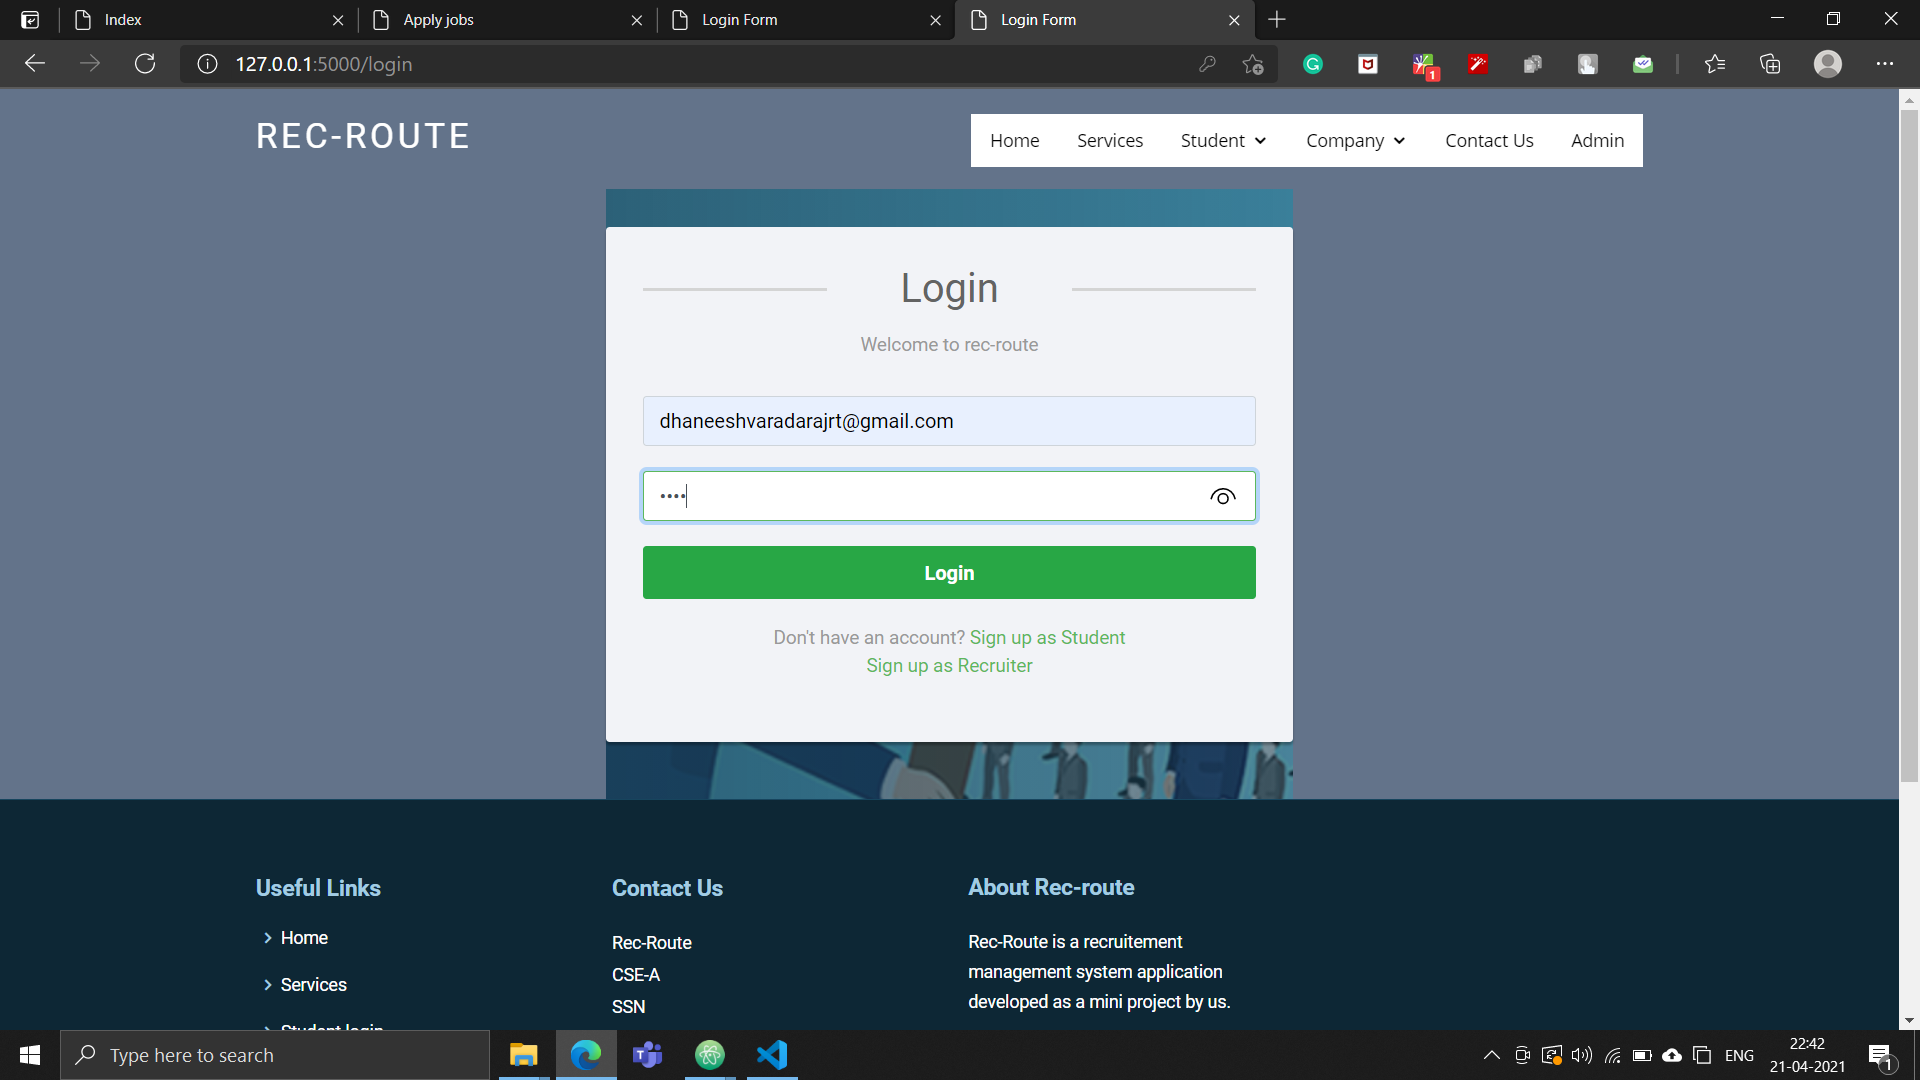 Index
Apply jobs
Login Form
Login Form
127.0.0.1:5000/login
1
REC-ROUTE
Home Services Student Company Contact Us Admin
Login
Welcome to rec-route
dhaneeshvaradarajrt@gmail.com
••••
Login
Don't have an account? Sign up as Student
Sign up as Recruiter
Useful Links
Home
Services
Student login
Contact Us
Rec-Route
CSE-A
SSN
About Rec-route
Rec-Route is a recruitement
management system application
developed as a mini project by us.
Type here to search
ENG
22:42
21-04-2021
1